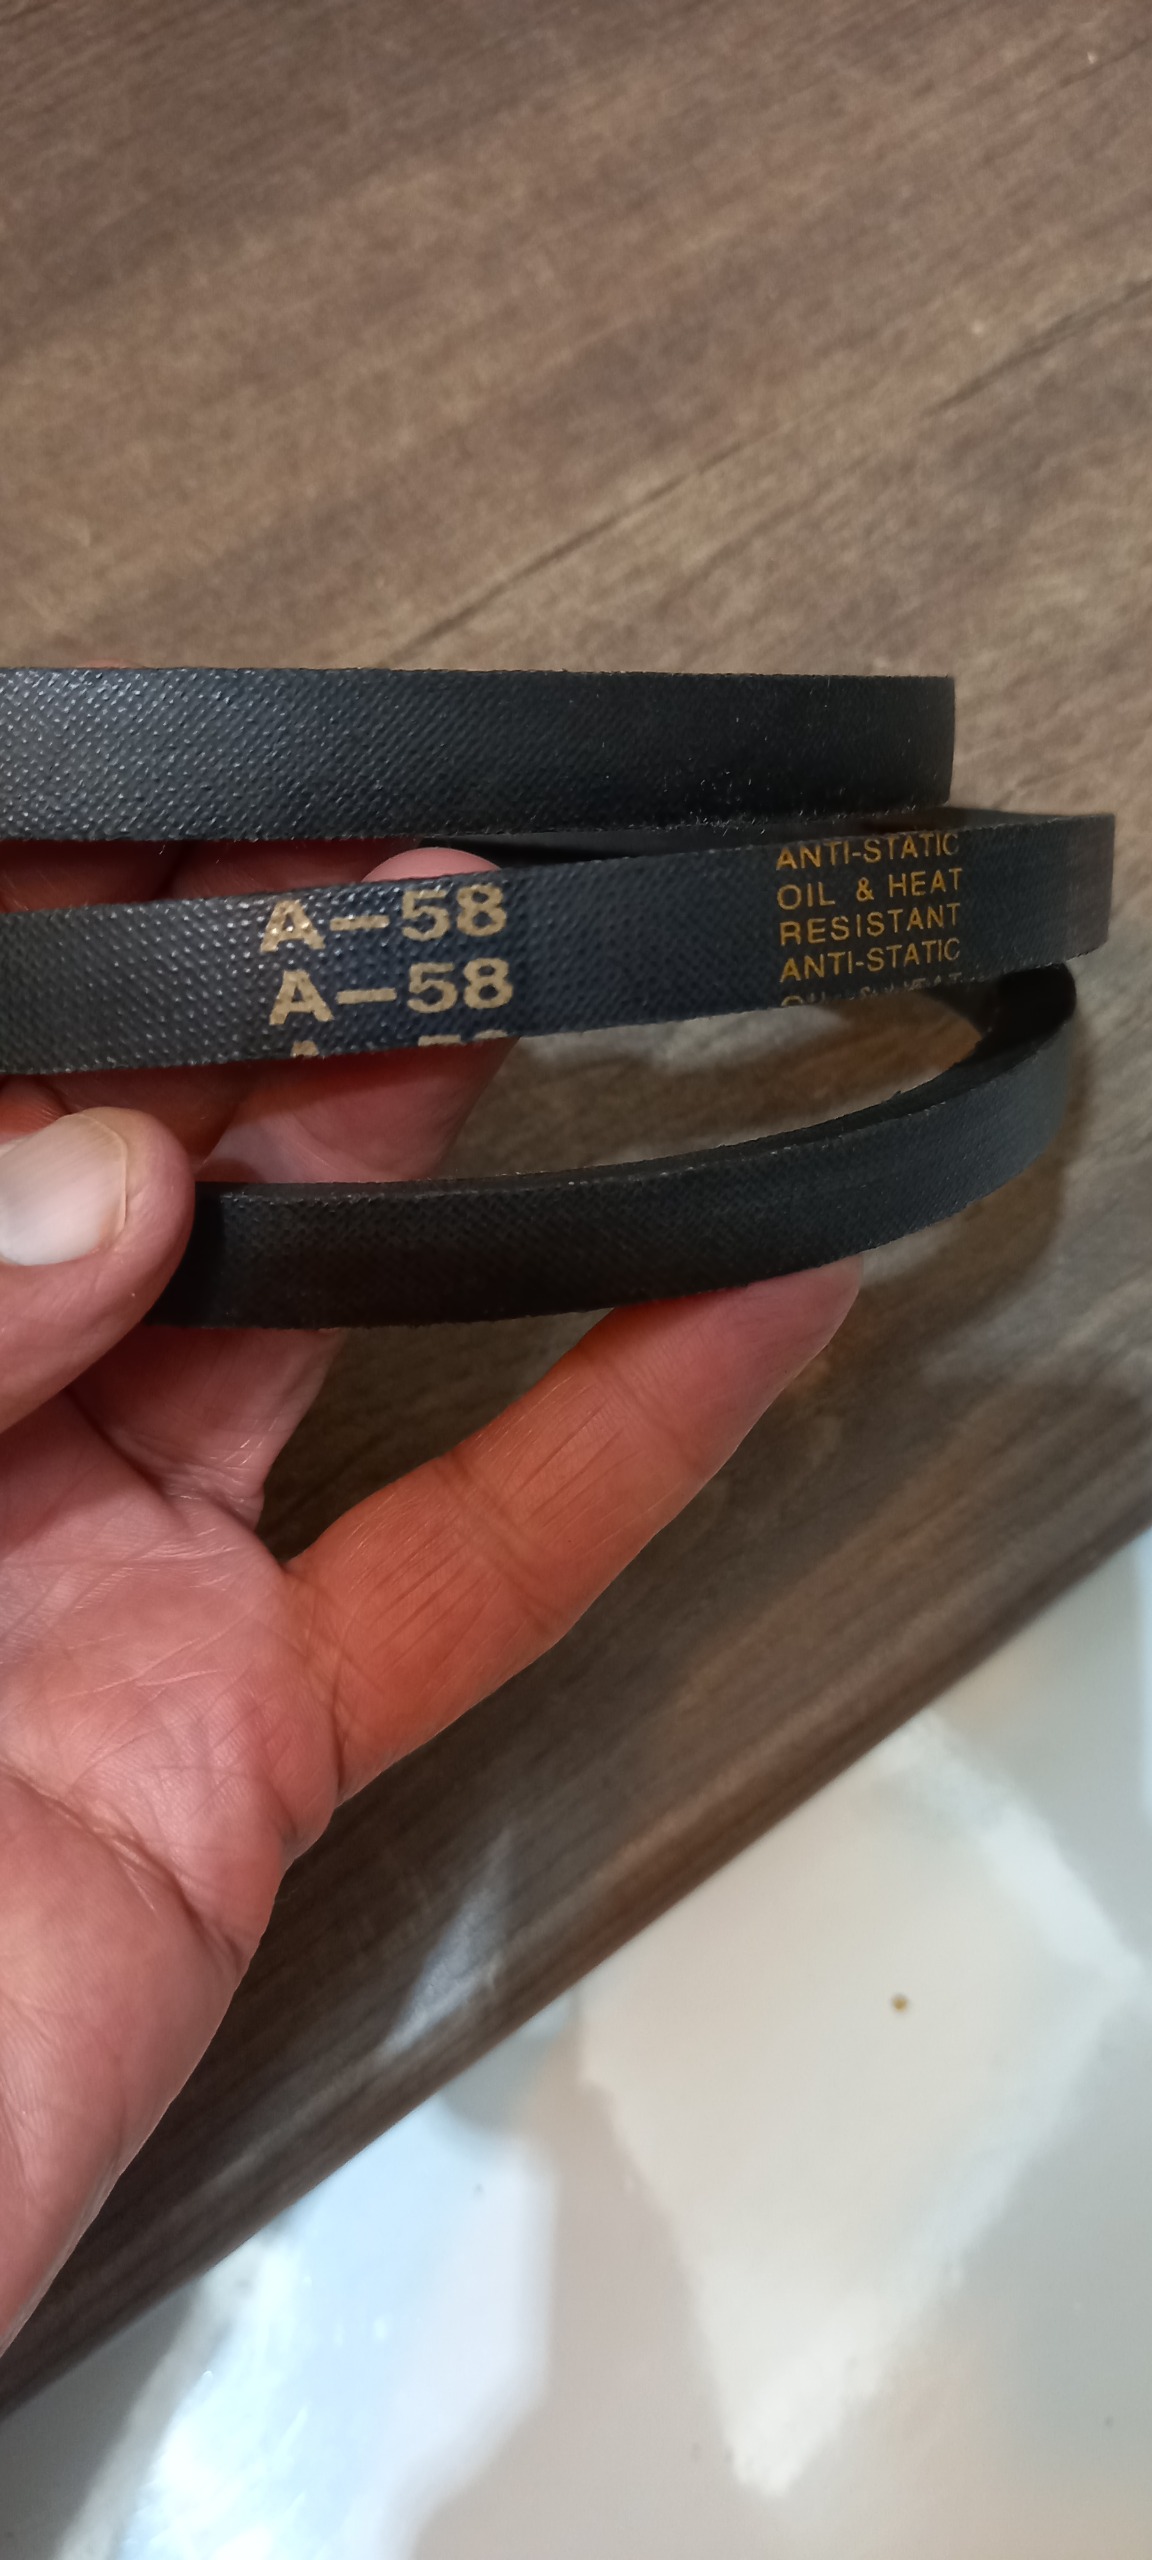 A-58
A-58
ANTI-STATIC
OIL & HEAT
RESISTANT
ANTI-STATIC